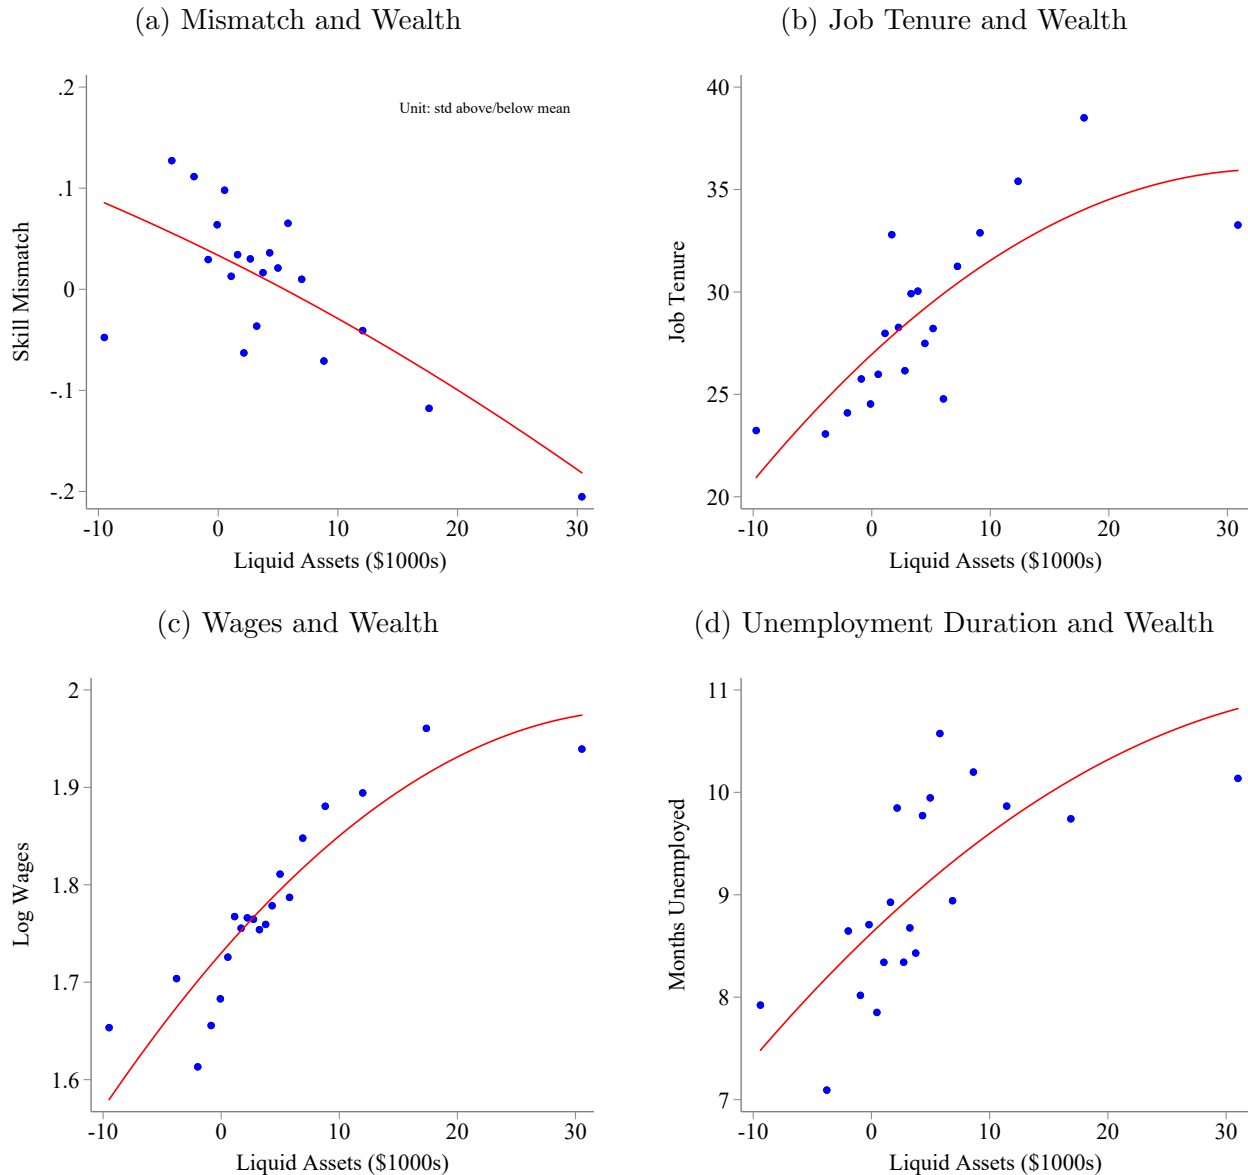 (a) Mismatch and Wealth
.2
.1
0
-.1
-.2
Skill Mismatch
Unit: std above/below mean
-10 0 10 20 30
Liquid Assets ($1000s)
(b) Job Tenure and Wealth
40
35
30
25
20
Job Tenure
-10 0 10 20 30
Liquid Assets ($1000s)
(c) Wages and Wealth
2
1.9
1.8
1.7
1.6
Log Wages
-10 0 10 20 30
Liquid Assets ($1000s)
(d) Unemployment Duration and Wealth
11
10
9
8
7
Months Unemployed
-10 0 10 20 30
Liquid Assets ($1000s)